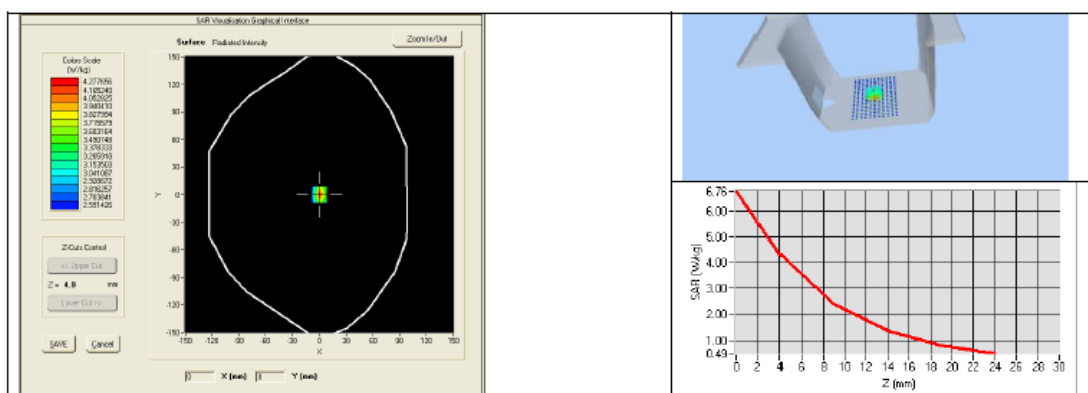 SAR Visualisation Graphical Interface
Surface Radiated Intensity
Zoom In/Out
Colors Scale
(W/kg)
4.277656
4.165240
4.052825
3.940410
3.827994
3.715579
3.603164
3.490748
3.378333
3.265918
3.153503
3.041087
2.928672
2.816257
2.703841
2.591426
150
120
90
60
30
0
-30
-60
-90
-120
-150
Y
-150 -120 -90 -60 -30 0 30 60 90 120 150
X
Z-Cuts Control
<< Upper Cut
Z = 4.0 mm
Lower Cut >>
SAVE Cancel
0 X (mm) 0 Y (mm)
6.76
6.00
5.00
4.00
3.00
2.00
1.00
0.49
SAR (W/kg)
0 2 4 6 8 10 12 14 16 18 20 22 24 26 28 30
Z (mm)